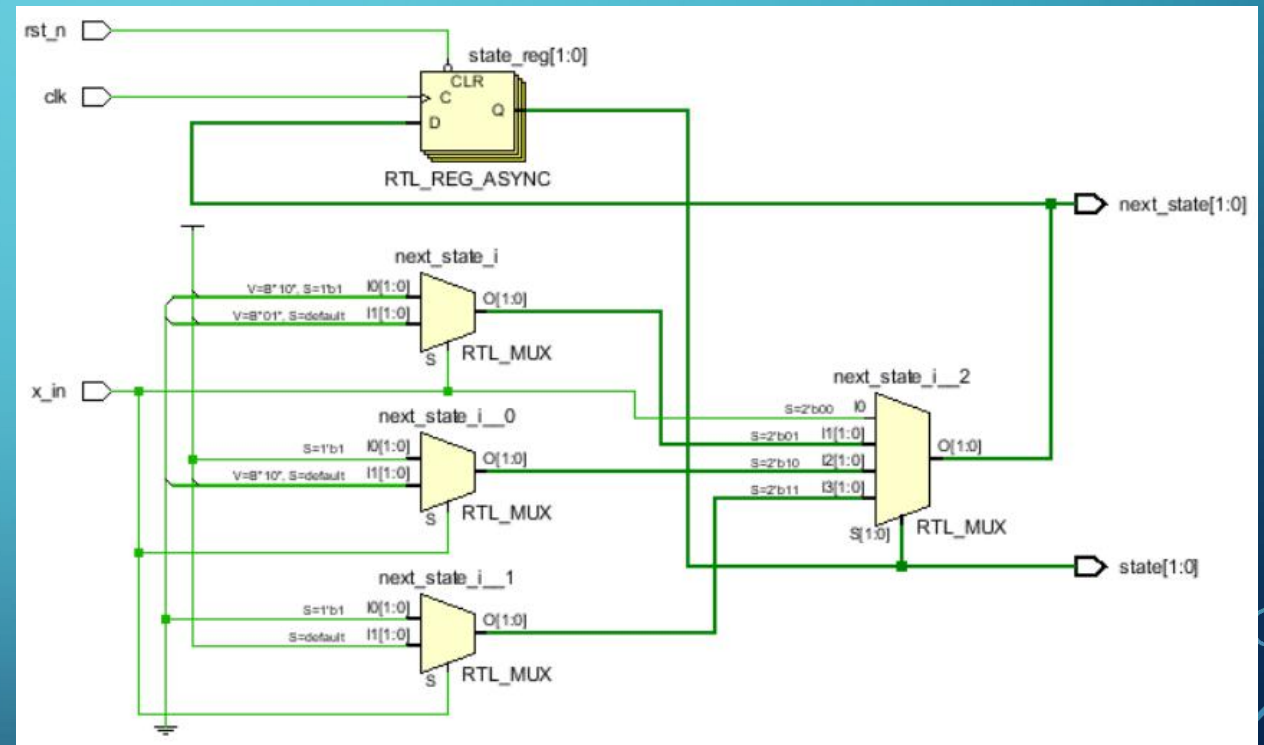 rst_n
state_reg[1:0]
CLR
clk
C
Q
D
RTL_REG_ASYNC
next_state[1:0]
next_state_i
V=B"10", S=1'b1
I0[1:0]
O[1:0]
V=B"01", S=default
I1[1:0]
S
RTL_MUX
x_in
next_state_i__0
S=1'b1
I0[1:0]
O[1:0]
V=B"10", S=default
I1[1:0]
S
RTL_MUX
next_state_i__1
S=1'b1
I0[1:0]
O[1:0]
S=default
I1[1:0]
S
RTL_MUX
next_state_i__2
S=2'b00
I0
S=2'b01
I1[1:0]
O[1:0]
S=2'b10
I2[1:0]
S=2'b11
I3[1:0]
S[1:0]
RTL_MUX
state[1:0]